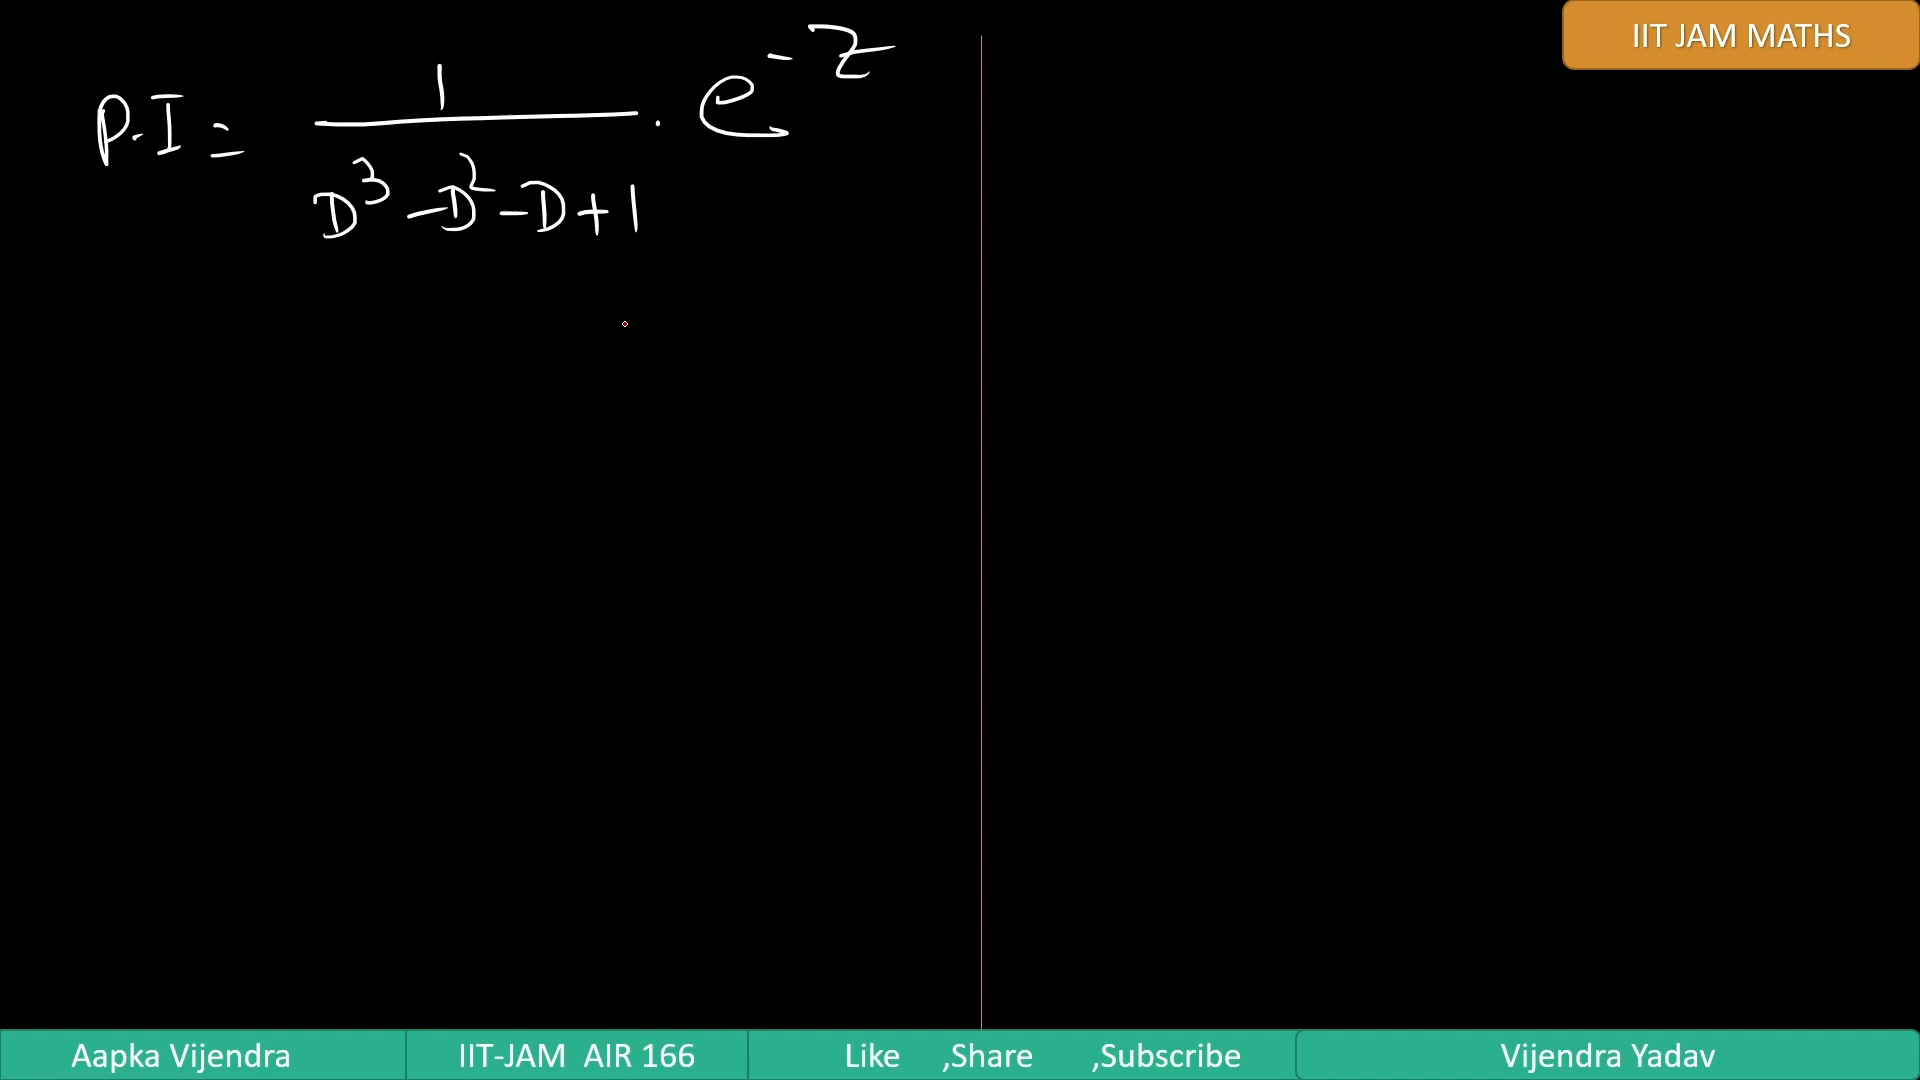 IIT JAM MATHS
P.I = 1 / (D³ - D² - D + 1) . e^{-z}
Aapka Vijendra
IIT-JAM AIR 166
Like ,Share ,Subscribe
Vijendra Yadav